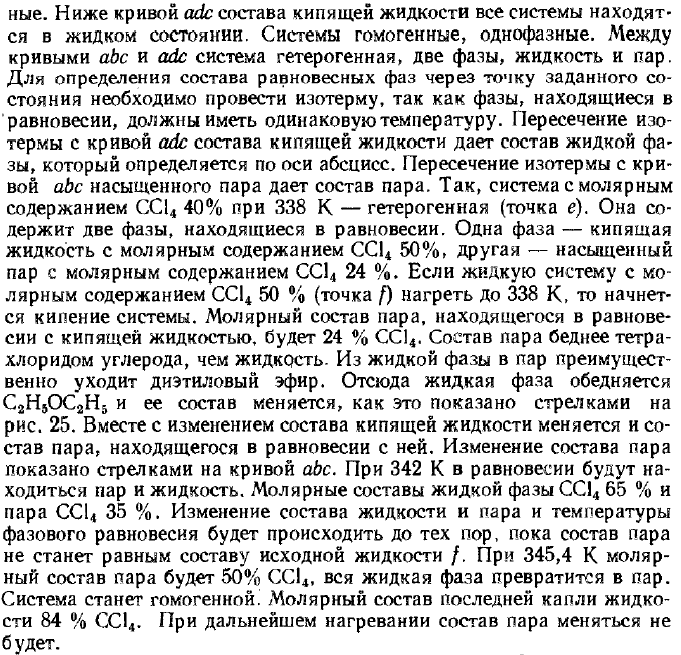 ные. Ниже кривой adc состава кипящей жидкости все системы находят-
ся в жидком состоянии. Системы гомогенные, однофазные. Между
кривыми abc и adc система гетерогенная, две фазы, жидкость и пар.
Для определения состава равновесных фаз через точку заданного со-
стояния необходимо провести изотерму, так как фазы, находящиеся в
равновесии, должны иметь одинаковую температуру. Пересечение изо-
термы с кривой adc состава кипящей жидкости дает состав жидкой фа-
зы, который определяется по оси абсцисс. Пересечение изотермы с кри-
вой abc насыщенного пара дает состав пара. Так, система с молярным
содержанием CCl₄ 40% при 338 К — гетерогенная (точка e). Она со-
держит две фазы, находящиеся в равновесии. Одна фаза — кипящая
жидкость с молярным содержанием CCl₄ 50%, другая — насыщенный
пар с молярным содержанием CCl₄ 24 %. Если жидкую систему с мо-
лярным содержанием CCl₄ 50 % (точка f) нагреть до 338 К, то начнет-
ся кипение системы. Молярный состав пара, находящегося в равнове-
сии с кипящей жидкостью, будет 24 % CCl₄. Состав пара беднее тетра-
хлоридом углерода, чем жидкость. Из жидкой фазы в пар преимущест-
венно уходит диэтиловый эфир. Отсюда жидкая фаза обедняется
C₂H₅OC₂H₅ и ее состав меняется, как это показано стрелками на
рис. 25. Вместе с изменением состава кипящей жидкости меняется и со-
став пара, находящегося в равновесии с ней. Изменение состава пара
показано стрелками на кривой abc. При 342 К в равновесии будут на-
ходиться пар и жидкость. Молярные составы жидкой фазы CCl₄ 65 % и
пара CCl₄ 35 %. Изменение состава жидкости и пара и температуры
фазового равновесия будет происходить до тех пор, пока состав пара
не станет равным составу исходной жидкости f. При 345,4 К моляр-
ный состав пара будет 50% CCl₄, вся жидкая фаза превратится в пар.
Система станет гомогенной. Молярный состав последней капли жидко-
сти 84 % CCl₄. При дальнейшем нагревании состав пара меняться не
будет.